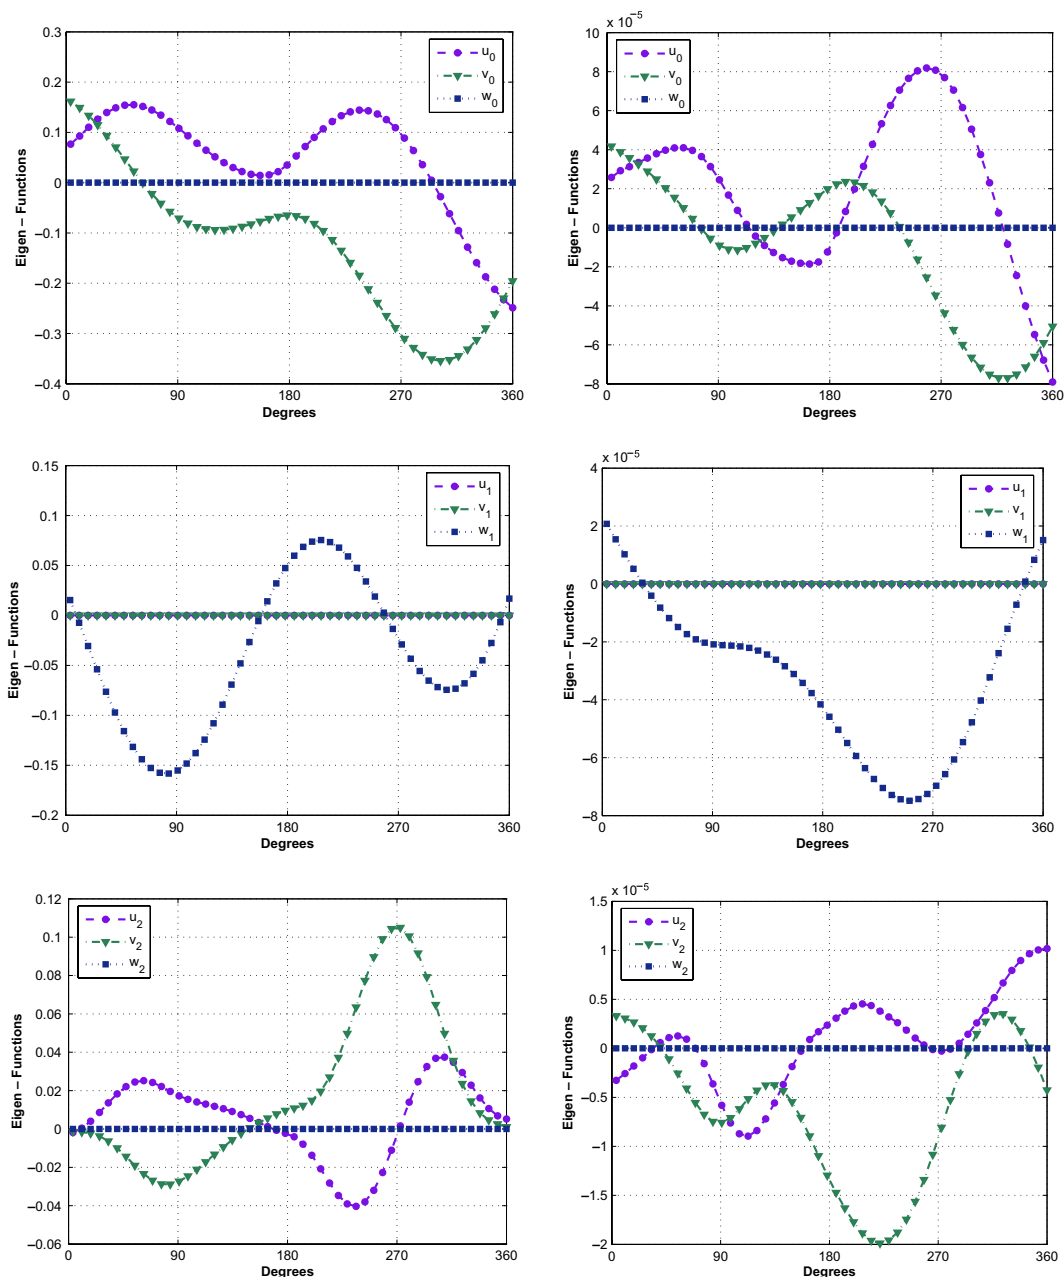 0.3
0.2
0.1
0
−0.1
−0.2
−0.3
−0.4
Eigen − Functions
0 90 180 270 360
Degrees
u0
v0
w0
x 10−5
10
8
6
4
2
0
−2
−4
−6
−8
Eigen − Functions
0 90 180 270 360
Degrees
u0
v0
w0
0.15
0.1
0.05
0
−0.05
−0.1
−0.15
−0.2
Eigen − Functions
0 90 180 270 360
Degrees
u1
v1
w1
x 10−5
4
2
0
−2
−4
−6
−8
Eigen − Functions
0 90 180 270 360
Degrees
u1
v1
w1
0.12
0.1
0.08
0.06
0.04
0.02
0
−0.02
−0.04
−0.06
Eigen − Functions
0 90 180 270 360
Degrees
u2
v2
w2
x 10−5
1.5
1
0.5
0
−0.5
−1
−1.5
−2
Eigen − Functions
0 90 180 270 360
Degrees
u2
v2
w2